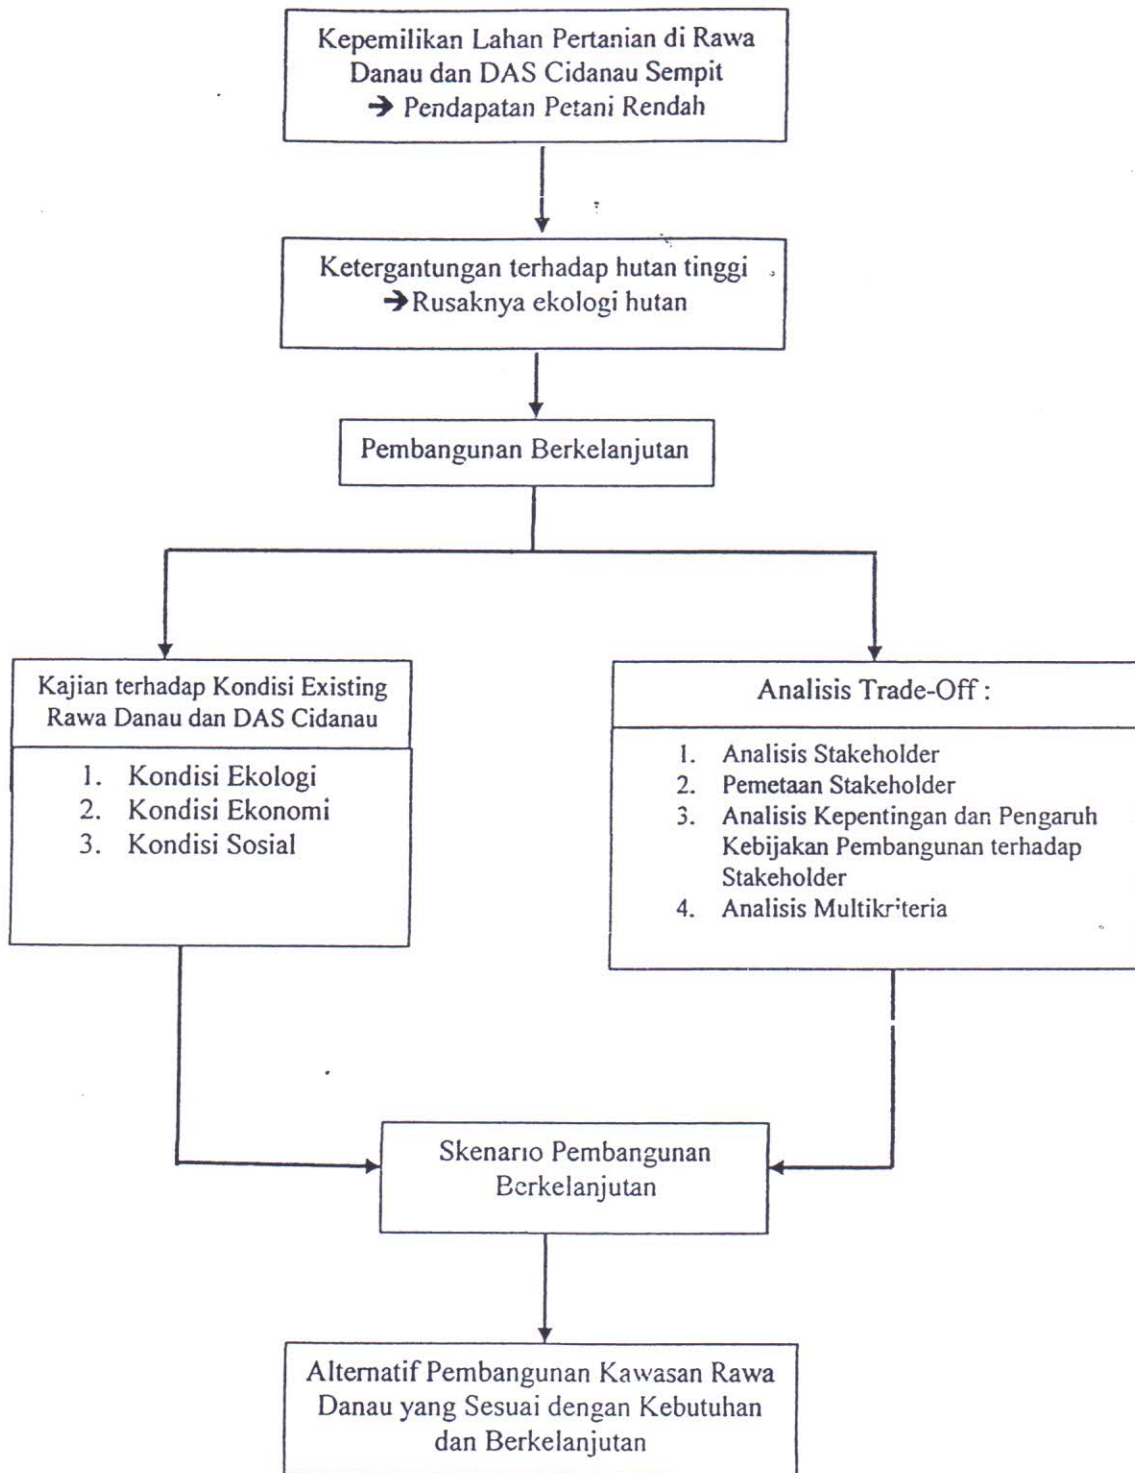 Kepemilikan Lahan Pertanian di Rawa
Danau dan DAS Cidanau Sempit
➔ Pendapatan Petani Rendah
Ketergantungan terhadap hutan tinggi
➔Rusaknya ekologi hutan
Pembangunan Berkelanjutan
Kajian terhadap Kondisi Existing
Rawa Danau dan DAS Cidanau
1. Kondisi Ekologi
2. Kondisi Ekonomi
3. Kondisi Sosial
Analisis Trade-Off :
1. Analisis Stakeholder
2. Pemetaan Stakeholder
3. Analisis Kepentingan dan Pengaruh
Kebijakan Pembangunan terhadap
Stakeholder
4. Analisis Multikriteria
Skenario Pembangunan
Berkelanjutan
Alternatif Pembangunan Kawasan Rawa
Danau yang Sesuai dengan Kebutuhan
dan Berkelanjutan